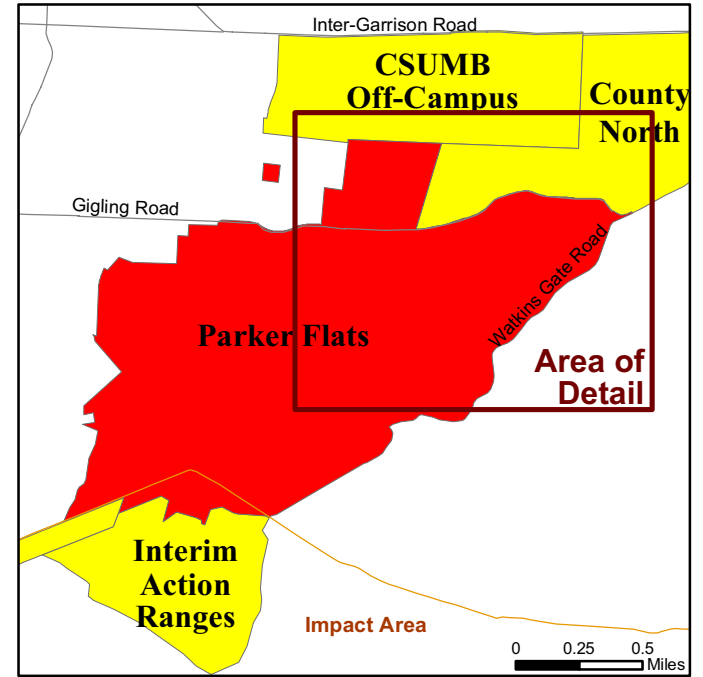 Inter-Garrison Road
CSUMB
Off-Campus
County
North
Gigling Road
Watkins Gate Road
Parker Flats
Area of
Detail
Interim
Action
Ranges
Impact Area
0 0.25 0.5
Miles